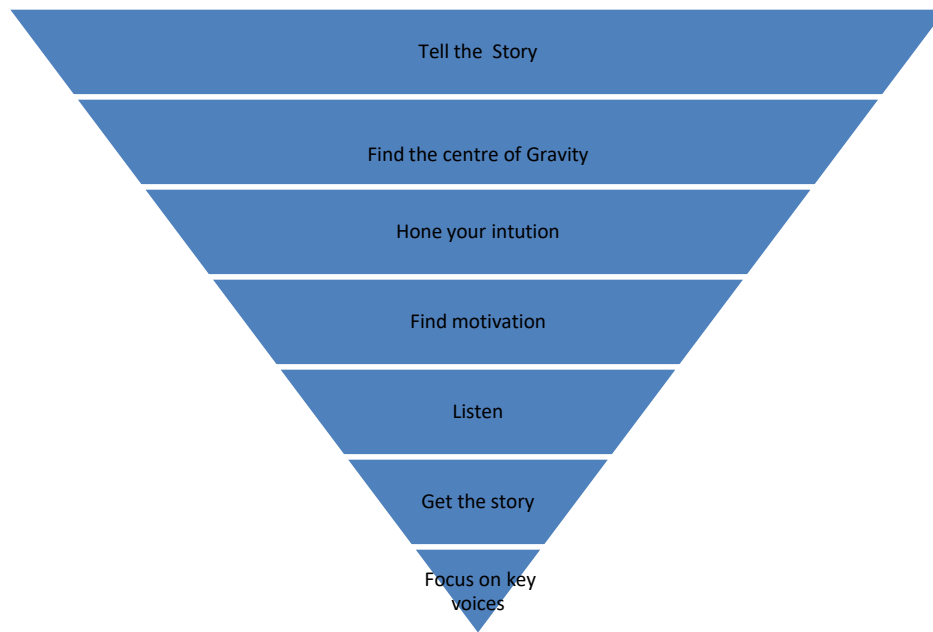 Tell the  Story
Find the centre of Gravity
Hone your intution
Find motivation
Listen
Get the story
Focus on key
voices